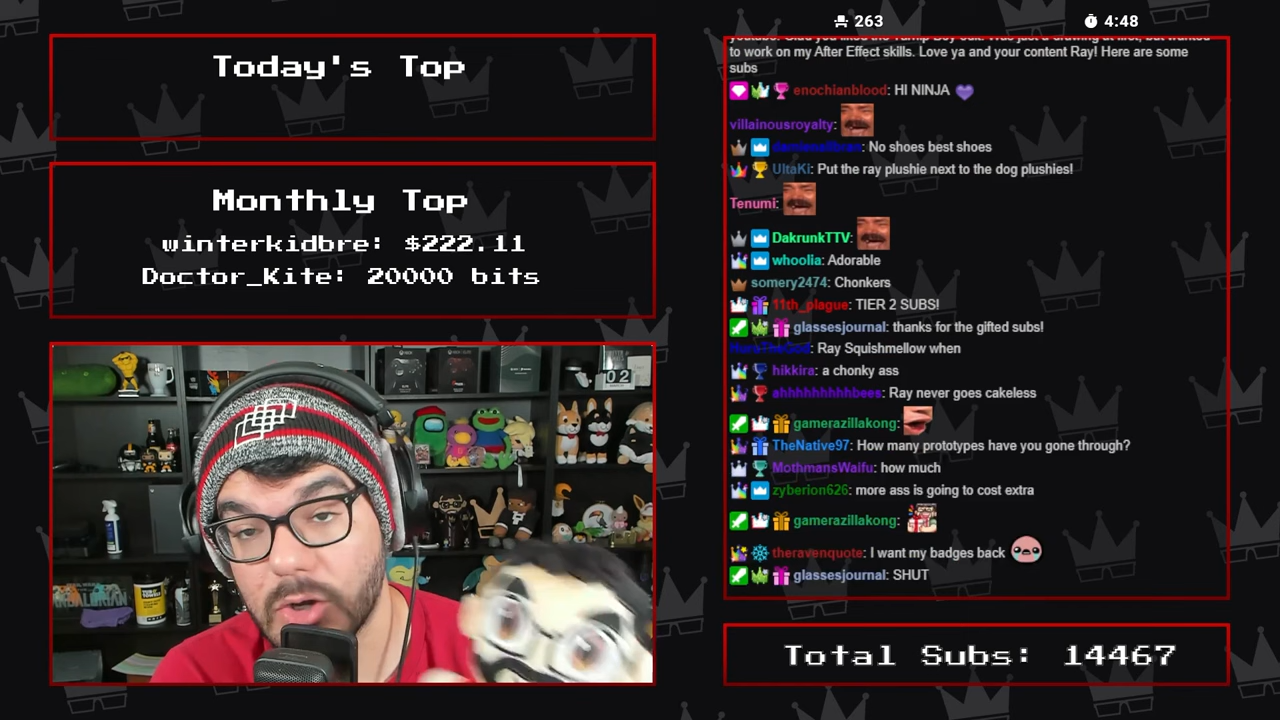 263
4:48
Today's Top
Monthly Top
winterkidbre: $222.11
Doctor_Kite: 20000 bits
to work on my After Effect skills. Love ya and your content Ray! Here are some
subs
enochianblood: HI NINJA
villainousroyalty:
: No shoes best shoes
UltaKi: Put the ray plushie next to the dog plushies!
Tenumi:
DakrunkTTV:
whoolia: Adorable
somery2474: Chonkers
11th_plague: TIER 2 SUBS!
glassesjournal: thanks for the gifted subs!
: Ray Squishmellow when
hikkira: a chonky ass
ahhhhhhhhhbees: Ray never goes cakeless
gamerazillakong:
TheNative97: How many prototypes have you gone through?
MothmansWaifu: how much
zyberion626: more ass is going to cost extra
gamerazillakong:
theravenquote: I want my badges back
glassesjournal: SHUT
Total Subs: 14467
02